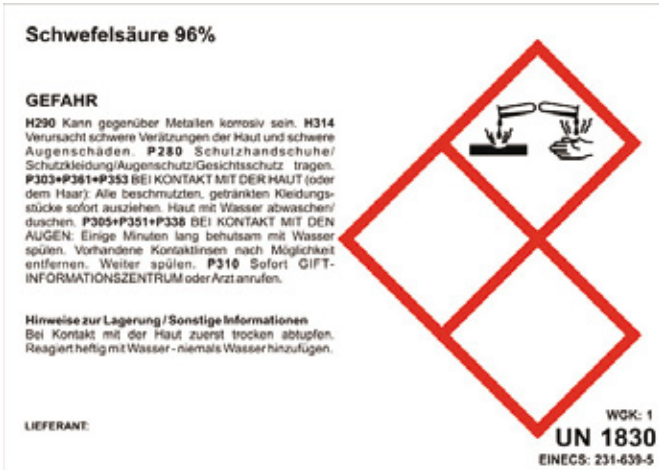 Schwefelsäure 96%
GEFAHR
H290 Kann gegenüber Metallen korrosiv sein. H314
Verursacht schwere Verätzungen der Haut und schwere
Augenschäden. P280 Schutzhandschuhe/
Schutzkleidung/Augenschutz/Gesichtsschutz tragen.
P303+P361+P353 BEI KONTAKT MIT DER HAUT (oder
dem Haar): Alle beschmutzten, getränkten Kleidungs-
stücke sofort ausziehen. Haut mit Wasser abwaschen/
duschen. P305+P351+P338 BEI KONTAKT MIT DEN
AUGEN: Einige Minuten lang behutsam mit Wasser
spülen. Vorhandene Kontaktlinsen nach Möglichkeit
entfernen. Weiter spülen. P310 Sofort GIFT-
INFORMATIONSZENTRUM oder Arzt anrufen.
Hinweise zur Lagerung / Sonstige Informationen
Bei Kontakt mit der Haut zuerst trocken abtupfen.
Reagiert heftig mit Wasser - niemals Wasser hinzufügen.
LIEFERANT:
WGK: 1
UN 1830
EINECS: 231-639-5